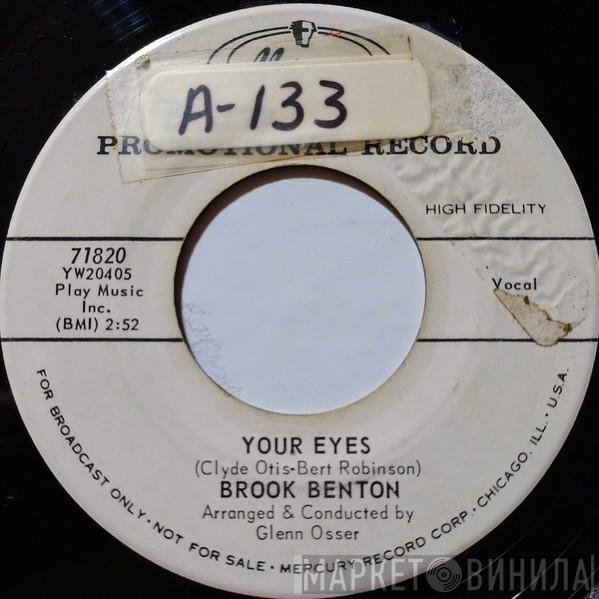 A-133
PROMOTIONAL RECORD
HIGH FIDELITY
71820
YW20405
Play Music
Inc.
(BMI) 2:52
Vocal
YOUR EYES
(Clyde Otis-Bert Robinson)
BROOK BENTON
Arranged & Conducted by
Glenn Osser
FOR BROADCAST ONLY • NOT FOR SALE • MERCURY RECORD CORP. • CHICAGO, ILL. • U.S.A.
МАРКЕТ ВИНИЛА